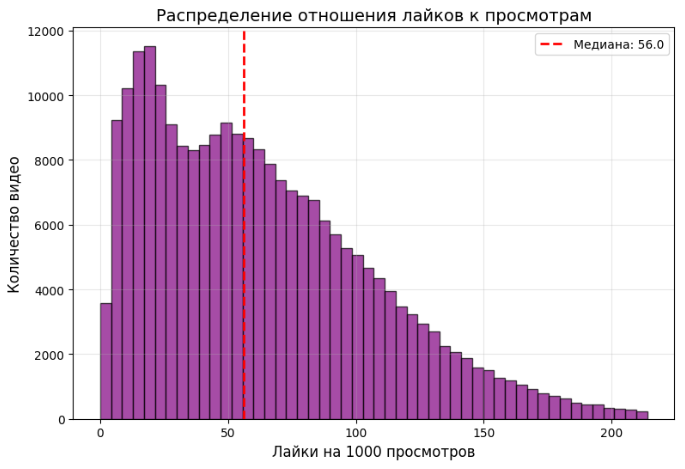 Распределение отношения лайков к просмотрам
Медиана: 56.0
Количество видео
12000
10000
8000
6000
4000
2000
0
0 50 100 150 200
Лайки на 1000 просмотров